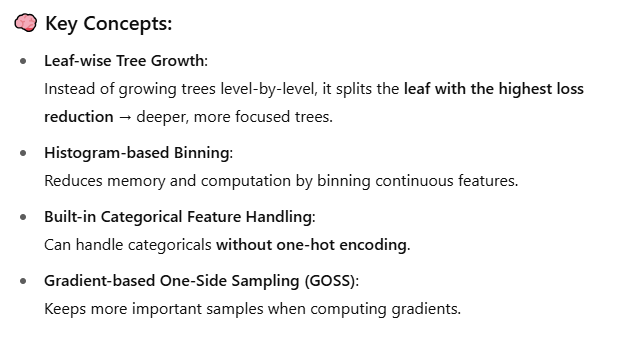 🧠 Key Concepts:
• Leaf-wise Tree Growth:
Instead of growing trees level-by-level, it splits the leaf with the highest loss
reduction → deeper, more focused trees.
• Histogram-based Binning:
Reduces memory and computation by binning continuous features.
• Built-in Categorical Feature Handling:
Can handle categoricals without one-hot encoding.
• Gradient-based One-Side Sampling (GOSS):
Keeps more important samples when computing gradients.